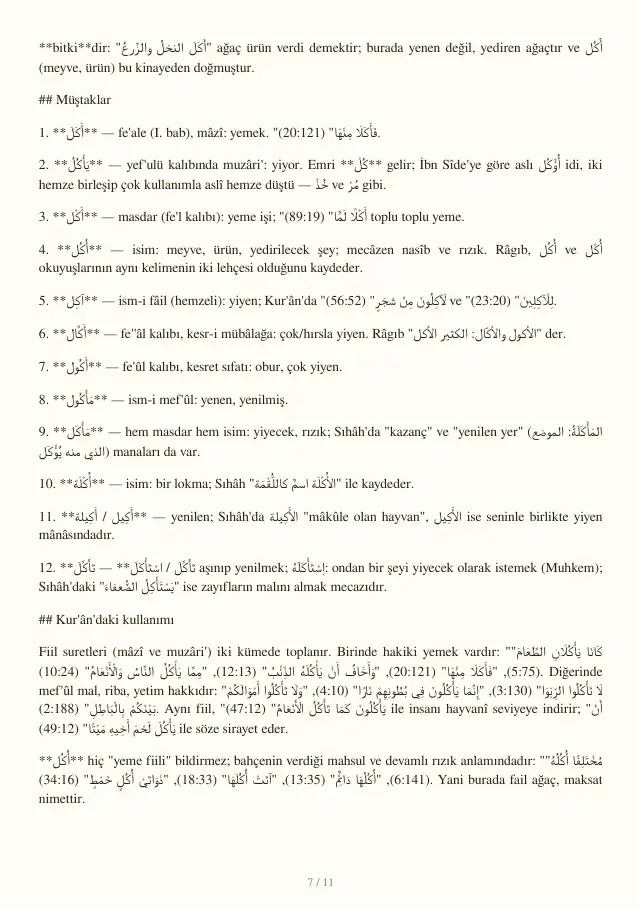 **bitki**dir: "أَكَلَ النخلُ والزّرعُ" ağaç ürün verdi demektir; burada yenen değil, yediren ağaçtır ve أُكُل
(meyve, ürün) bu kinayeden doğmuştur.
## Müştaklar
1. **أَكَلَ** — fe'ale (I. bab), mâzî: yemek. "فَأَكَلَا مِنْهَا" (20:121).
2. **يَأْكُلُ** — yef'ulü kalıbında muzâri': yiyor. Emri **كُلْ** gelir; İbn Sîde'ye göre aslı أُؤْكُل idi, iki
hemze birleşip çok kullanımla aslî hemze düştü — خُذْ ve مُرْ gibi.
3. **أَكْل** — masdar (fe'l kalıbı): yeme işi; "أَكْلًا لَمًّا" (89:19) toplu toplu yeme.
4. **أُكُل** — isim: meyve, ürün, yedirilecek şey; mecâzen nasîb ve rızık. Râgıb, أُكُل ve أُكْل
okuyuşlarının aynı kelimenin iki lehçesi olduğunu kaydeder.
5. **آكِل** — ism-i fâil (hemzeli): yiyen; Kur'ân'da "لَآكِلُونَ مِنْ شَجَرٍ" (56:52) ve "لِلْآكِلِينَ" (23:20).
6. **أَكَّال** — fe''âl kalıbı, kesr-i mübâlağa: çok/hırsla yiyen. Râgıb "الأكول والأكّال: الكثير الأكل" der.
7. **أَكُول** — fe'ûl kalıbı, kesret sıfatı: obur, çok yiyen.
8. **مَأْكُول** — ism-i mef'ûl: yenen, yenilmiş.
9. **مَأْكَل** — hem masdar hem isim: yiyecek, rızık; Sıhâh'da "kazanç" ve "yenilen yer" (المَأْكَلَةُ: الموضع
الذي منه يُؤْكَل) manaları da var.
10. **أُكْلَة** — isim: bir lokma; Sıhâh "الأُكْلَة اسمٌ كاللُّقْمَة" ile kaydeder.
11. **أَكِيل / أَكِيلة** — yenilen; Sıhâh'da الأَكِيلة "mâkûle olan hayvan", الأَكِيل ise seninle birlikte yiyen
mânâsındadır.
12. **تَأكَّلَ / اسْتَأْكَلَ** — تَأَكّلَ aşınıp yenilmek; اِسْتَأْكَلَهُ: ondan bir şeyi yiyecek olarak istemek (Muhkem);
Sıhâh'daki "يَسْتَأْكِلُ الضُّعفاءَ" ise zayıfların malını almak mecazıdır.
## Kur'ân'daki kullanımı
Fiil suretleri (mâzî ve muzâri') iki kümede toplanır. Birinde hakiki yemek vardır: "كَانَا يَأْكُلَانِ الطَّعَامَ"
(5:75), "فَأَكَلَا مِنْهَا" (20:121), "وَأَخَافُ أَنْ يَأْكُلَهُ الذِّئْبُ" (12:13), "مِمَّا يَأْكُلُ النَّاسُ وَالْأَنْعَامُ" (10:24). Diğerinde
mef'ûl mal, riba, yetim hakkıdır: "لَا تَأْكُلُوا الرِّبَوٰا" (3:130), "إِنَّمَا يَأْكُلُونَ فِي بُطُونِهِمْ نَارًا" (4:10), "وَلَا تَأْكُلُوا أَمْوَالَكُمْ
بَيْنَكُمْ بِالْبَاطِلِ" (2:188). Aynı fiil, "يَأْكُلُونَ كَمَا تَأْكُلُ الْأَنْعَامُ" (47:12) ile insanı hayvanî seviyeye indirir; "أَنْ
يَأْكُلَ لَحْمَ أَخِيهِ مَيْتًا" (49:12) ile söze sirayet eder.
**أُكُل** hiç "yeme fiili" bildirmez; bahçenin verdiği mahsul ve devamlı rızık anlamındadır: "مُخْتَلِفًا أُكُلُهُ"
(6:141), "أُكُلُهَا دَائِمٌ" (13:35), "آتَتْ أُكُلَهَا" (18:33), "ذَوَاتَيْ أُكُلٍ خَمْطٍ" (34:16). Yani burada fail ağaç, maksat
nimettir.
7 / 11